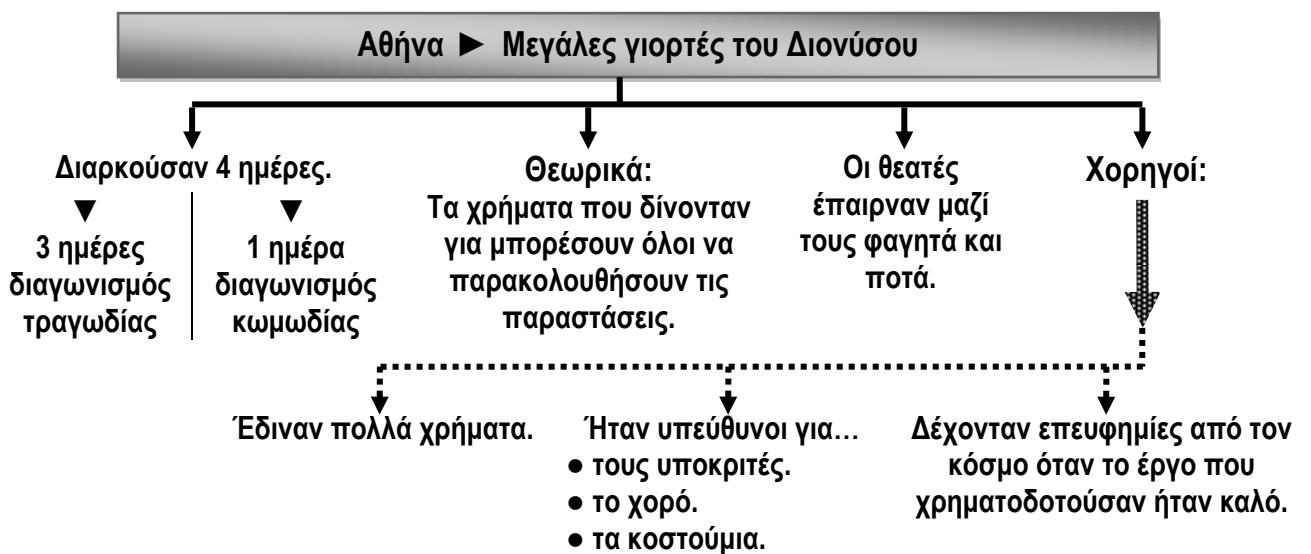 Αθήνα ► Μεγάλες γιορτές του Διονύσου
Διαρκούσαν 4 ημέρες.
▼
3 ημέρες
διαγωνισμός
τραγωδίας
▼
1 ημέρα
διαγωνισμός
κωμωδίας
Θεωρικά:
Τα χρήματα που δίνονταν
για μπορέσουν όλοι να
παρακολουθήσουν τις
παραστάσεις.
Οι θεατές
έπαιρναν μαζί
τους φαγητά και
ποτά.
Χορηγοί:
Έδιναν πολλά χρήματα.
Ήταν υπεύθυνοι για…
● τους υποκριτές.
● το χορό.
● τα κοστούμια.
Δέχονταν επευφημίες από τον
κόσμο όταν το έργο που
χρηματοδοτούσαν ήταν καλό.